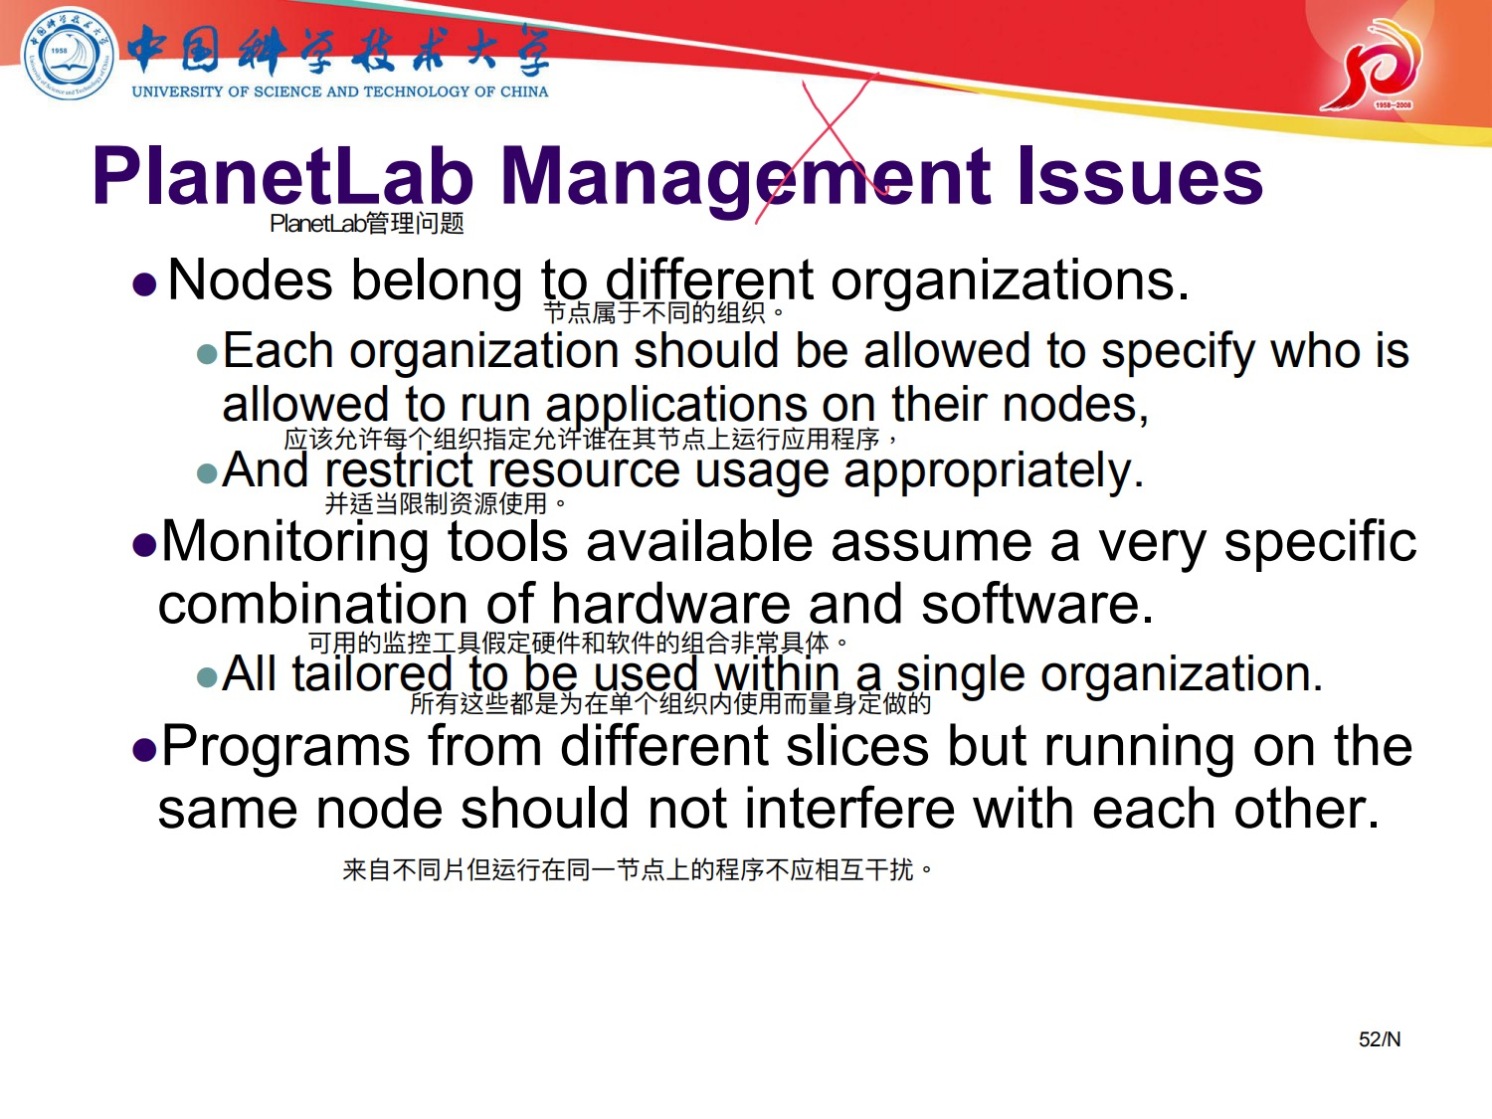 中国科学技术大学
UNIVERSITY OF SCIENCE AND TECHNOLOGY OF CHINA
1958
1958-2008
PlanetLab Management Issues
PlanetLab管理问题
Nodes belong to different organizations.
节点属于不同的组织。
Each organization should be allowed to specify who is
allowed to run applications on their nodes,
应该允许每个组织指定允许谁在其节点上运行应用程序，
And restrict resource usage appropriately.
并适当限制资源使用。
Monitoring tools available assume a very specific
combination of hardware and software.
可用的监控工具假定硬件和软件的组合非常具体。
All tailored to be used within a single organization.
所有这些都是为在单个组织内使用而量身定做的
Programs from different slices but running on the
same node should not interfere with each other.
来自不同片但运行在同一节点上的程序不应相互干扰。
52/N